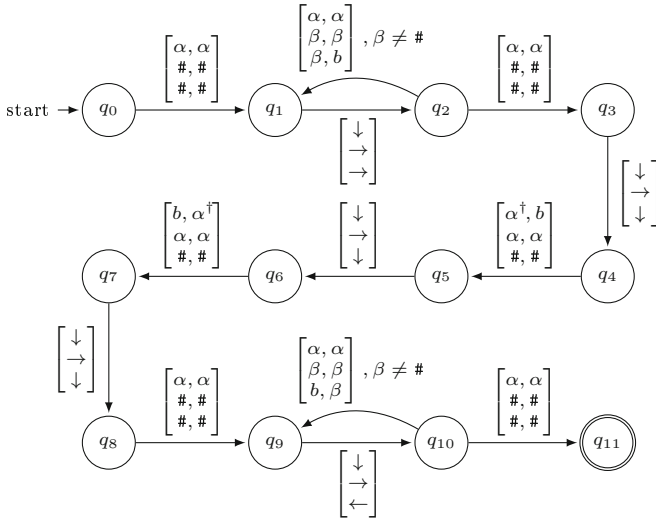 [α, α
#, #
#, #]
[α, α
β, β
β, b] , β ≠ #
[α, α
#, #
#, #]
start q₀ q₁ q₂ q₃
[↓
→
→]
[↓
→
↓]
[b, α†
α, α
#, #]
[↓
→
↓]
[α†, b
α, α
#, #]
q₇ q₆ q₅ q₄
[↓
→
↓]
[α, α
#, #
#, #]
[α, α
β, β
b, β] , β ≠ #
[α, α
#, #
#, #]
q₈ q₉ q₁₀ q₁₁
[↓
→
←]